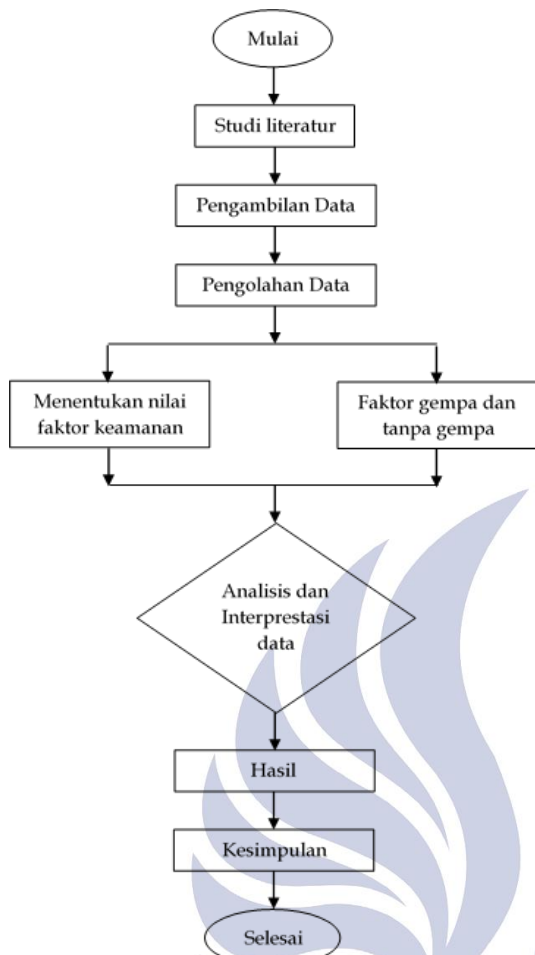 Mulai
Studi literatur
Pengambilan Data
Pengolahan Data
Menentukan nilai
faktor keamanan
Faktor gempa dan
tanpa gempa
Analisis dan
Interprestasi
data
Hasil
Kesimpulan
Selesai